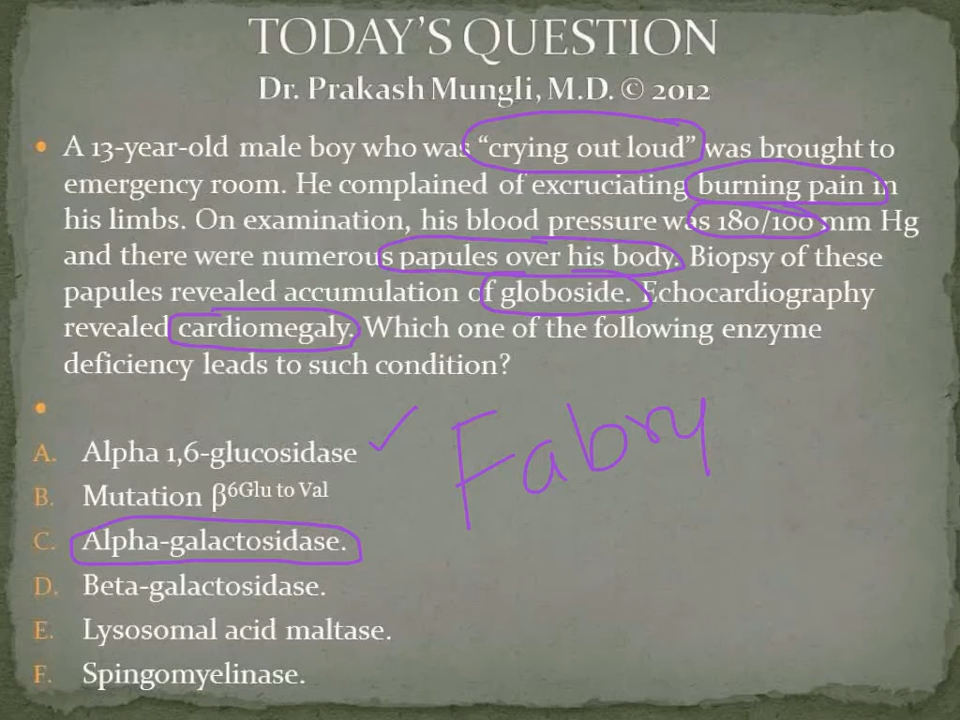 TODAY'S QUESTION
Dr. Prakash Mungli, M.D. © 2012
• A 13-year-old male boy who was “crying out loud” was brought to
emergency room. He complained of excruciating burning pain in
his limbs. On examination, his blood pressure was 180/100 mm Hg
and there were numerous papules over his body. Biopsy of these
papules revealed accumulation of globoside. Echocardiography
revealed cardiomegaly. Which one of the following enzyme
deficiency leads to such condition?
•
A. Alpha 1,6-glucosidase ✓
Fabry
B. Mutation β6Glu to Val
C. Alpha-galactosidase.
D. Beta-galactosidase.
E. Lysosomal acid maltase.
F. Spingomyelinase.